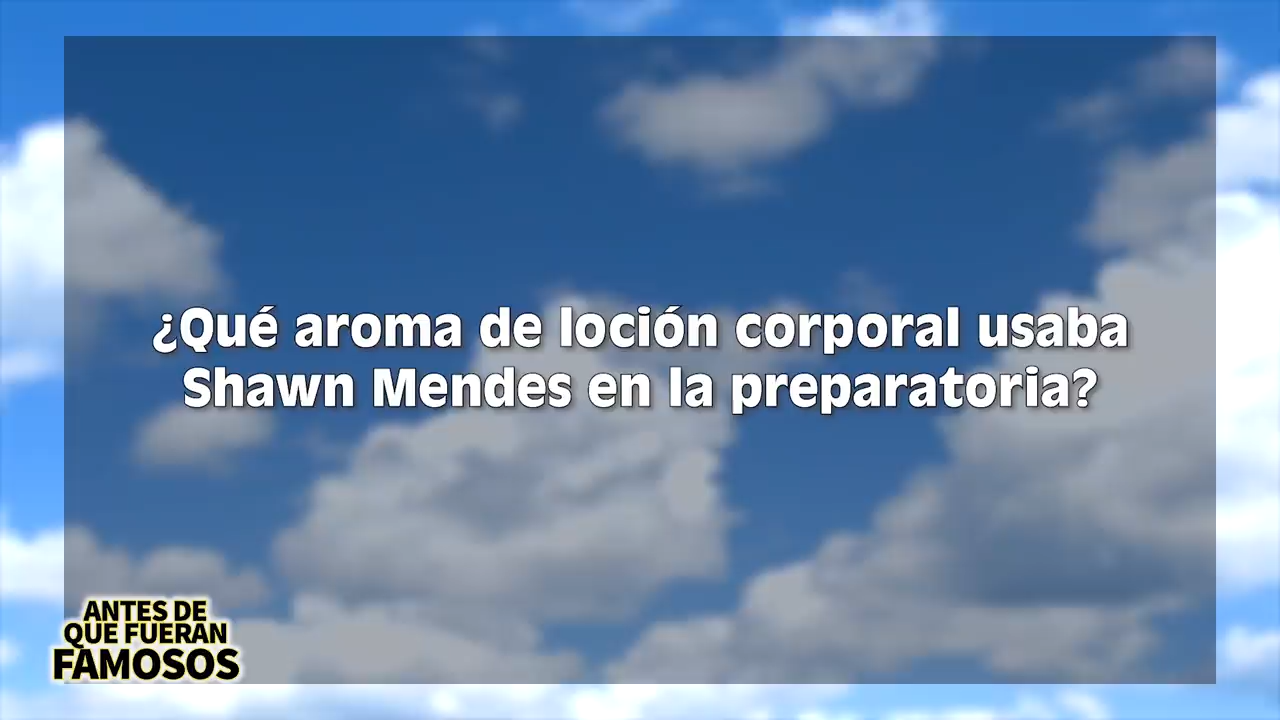 ¿Qué aroma de loción corporal usaba
Shawn Mendes en la preparatoria?
ANTES DE
QUE FUERAN
FAMOSOS